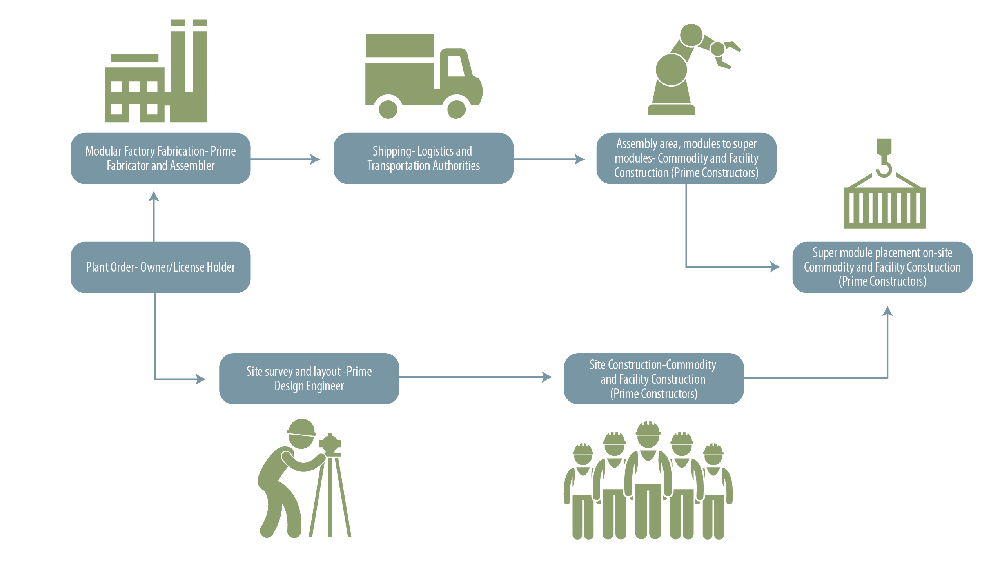 Modular Factory Fabrication- Prime
Fabricator and Assembler
Shipping- Logistics and
Transportation Authorities
Assembly area, modules to super
modules- Commodity and Facility
Construction (Prime Constructors)
Plant Order- Owner/License Holder
Super module placement on-site
Commodity and Facility Construction
(Prime Constructors)
Site survey and layout -Prime
Design Engineer
Site Construction-Commodity
and Facility Construction
(Prime Constructors)